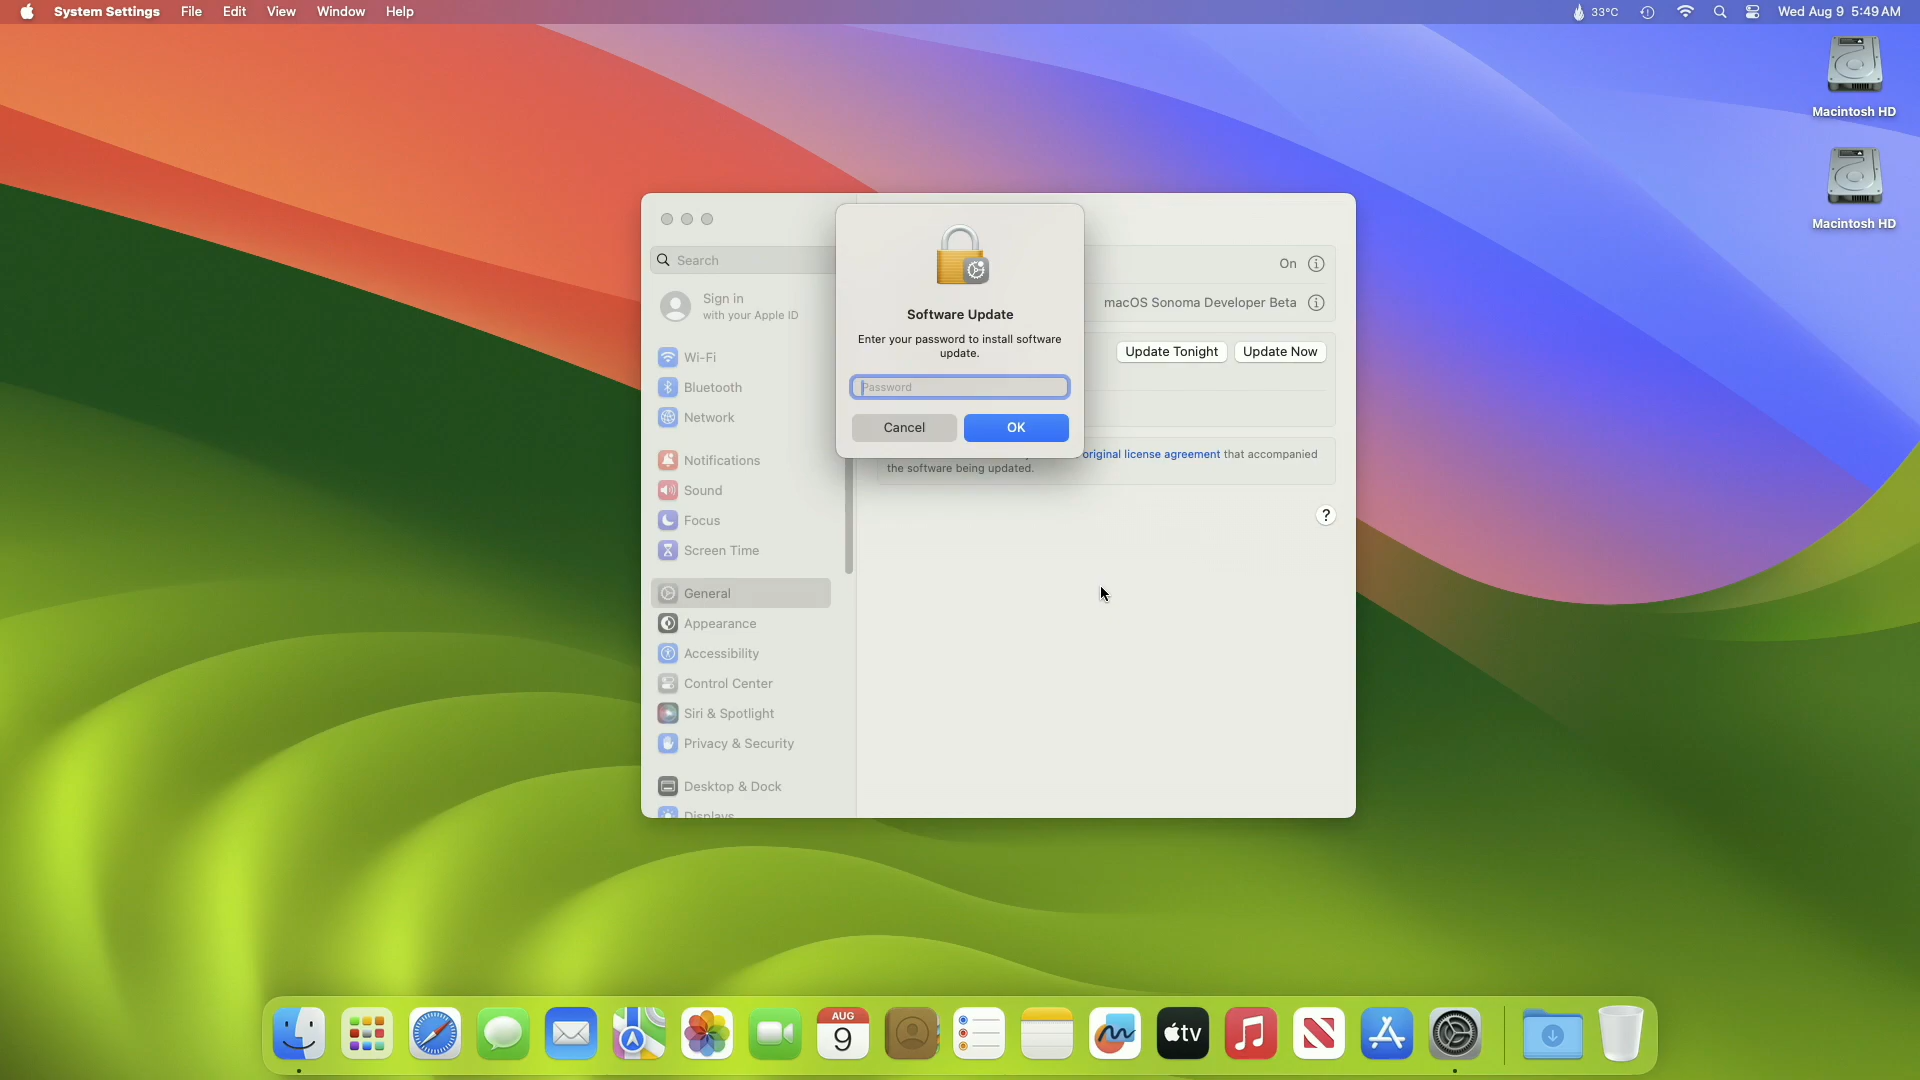 System Settings File Edit View Window Help
33°C Wed Aug 9 5:49 AM
Macintosh HD
Macintosh HD
Search
Sign in
with your Apple ID
Wi-Fi
Bluetooth
Network
Notifications
Sound
Focus
Screen Time
General
Appearance
Accessibility
Control Center
Siri & Spotlight
Privacy & Security
Desktop & Dock
Displays
Software Update
Enter your password to install software
update.
Password
Cancel OK
On
macOS Sonoma Developer Beta
Update Tonight Update Now
original license agreement that accompanied
the software being updated.
?
AUG
9
tv